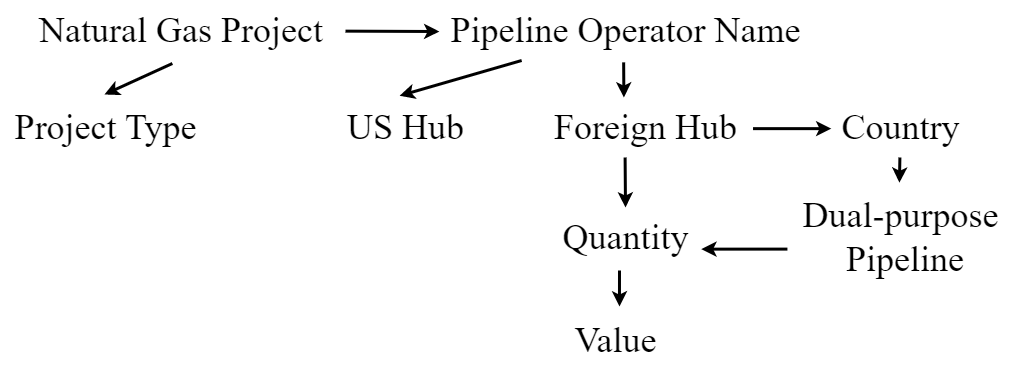 Natural Gas Project
Pipeline Operator Name
Project Type
US Hub
Foreign Hub
Country
Quantity
Dual-purpose
Pipeline
Value